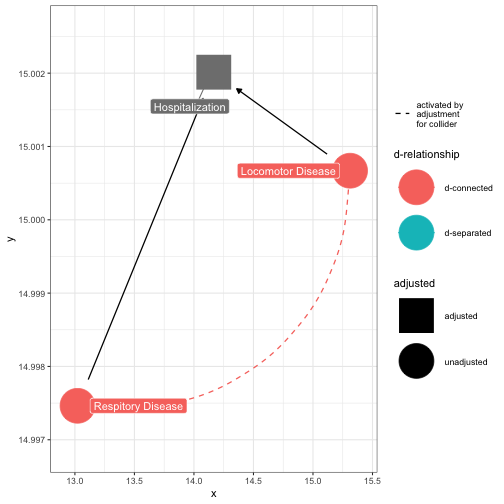 15.002
15.001
15.000
14.999
14.998
14.997
y
Hospitalization
Locomotor Disease
Respitory Disease
13.0 13.5 14.0 14.5 15.0 15.5
x
activated by
adjustment
for collider
d-relationship
d-connected
d-separated
adjusted
adjusted
unadjusted